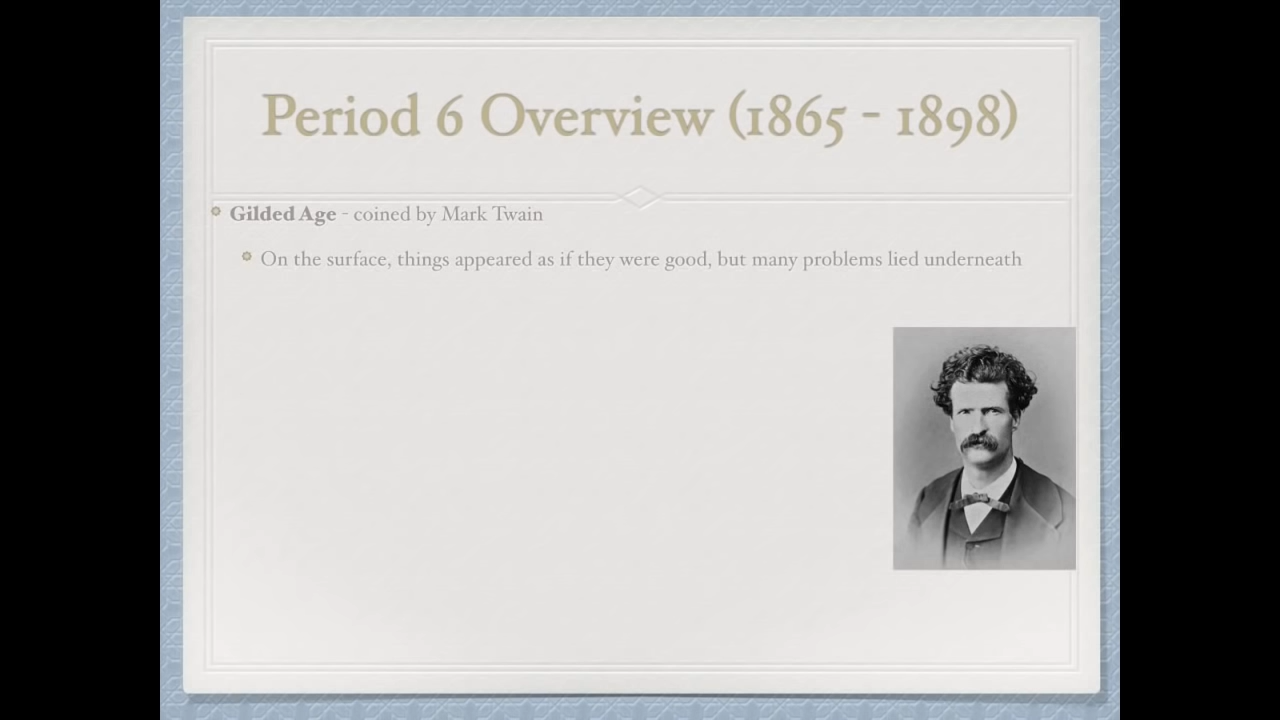 Period 6 Overview (1865 - 1898)
Gilded Age - coined by Mark Twain
On the surface, things appeared as if they were good, but many problems lied underneath